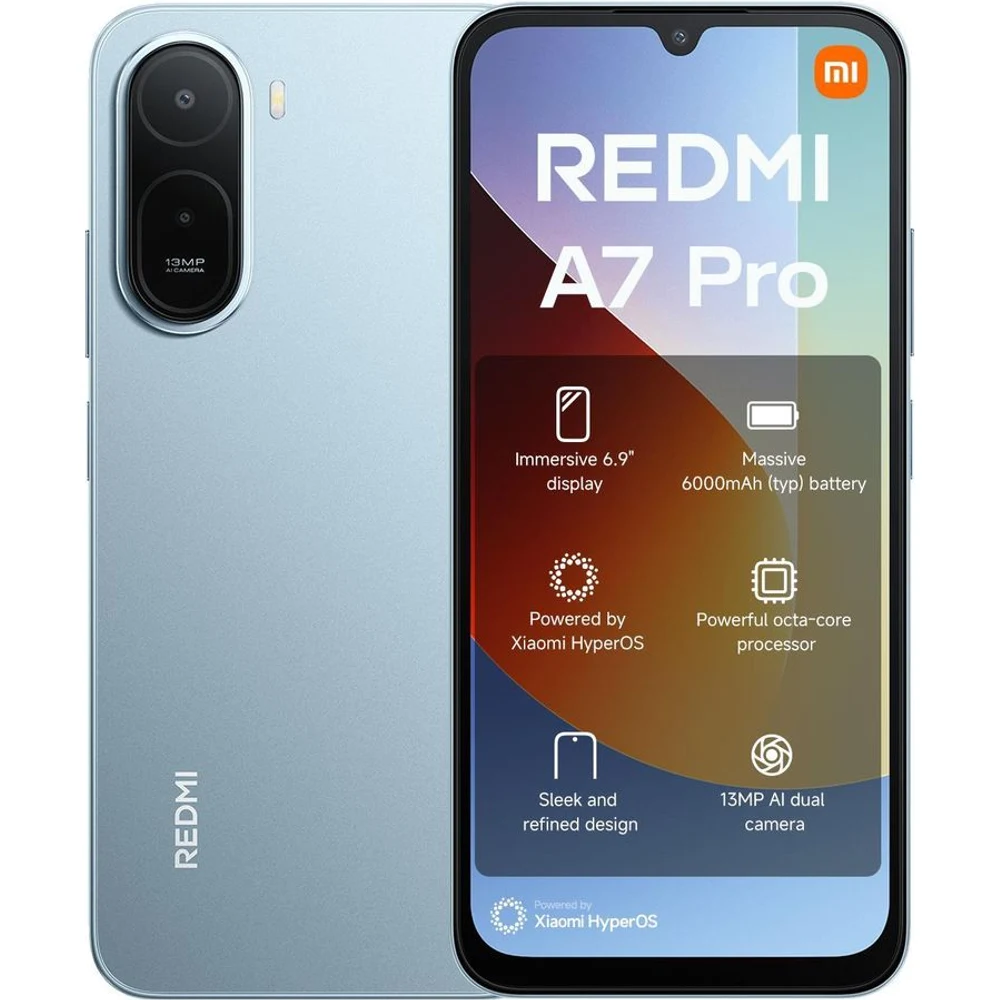 13MP
AI CAMERA
REDMI
mi
REDMI
A7 Pro
Immersive 6.9"
display
Massive
6000mAh (typ) battery
Powered by
Xiaomi HyperOS
Powerful octa-core
processor
Sleek and
refined design
13MP AI dual
camera
Powered by
Xiaomi HyperOS